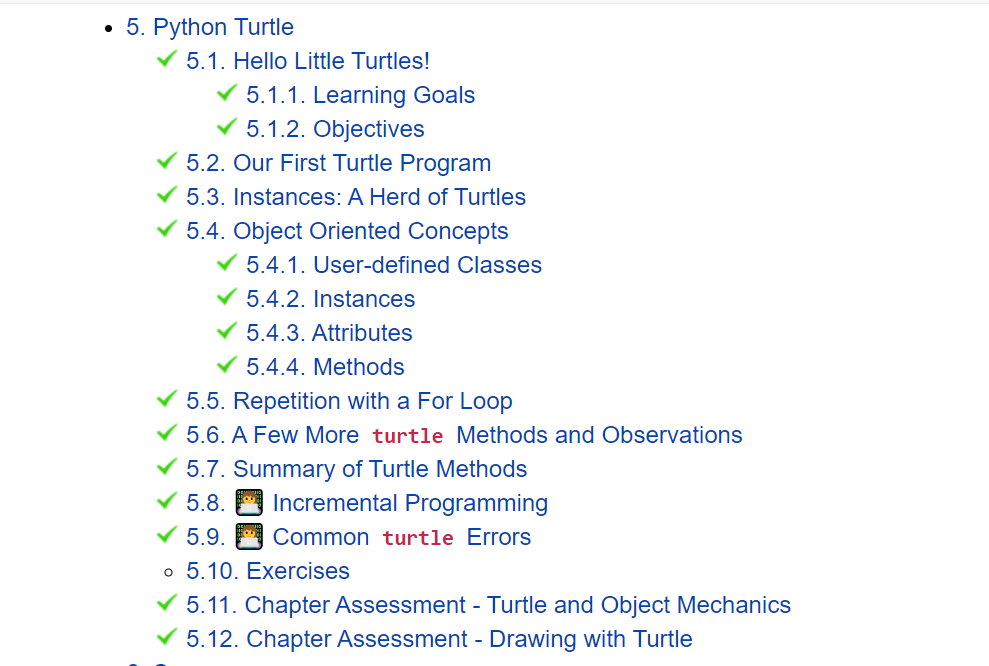 5. Python Turtle
5.1. Hello Little Turtles!
5.1.1. Learning Goals
5.1.2. Objectives
5.2. Our First Turtle Program
5.3. Instances: A Herd of Turtles
5.4. Object Oriented Concepts
5.4.1. User-defined Classes
5.4.2. Instances
5.4.3. Attributes
5.4.4. Methods
5.5. Repetition with a For Loop
5.6. A Few More turtle Methods and Observations
5.7. Summary of Turtle Methods
5.8. Incremental Programming
5.9. Common turtle Errors
5.10. Exercises
5.11. Chapter Assessment - Turtle and Object Mechanics
5.12. Chapter Assessment - Drawing with Turtle